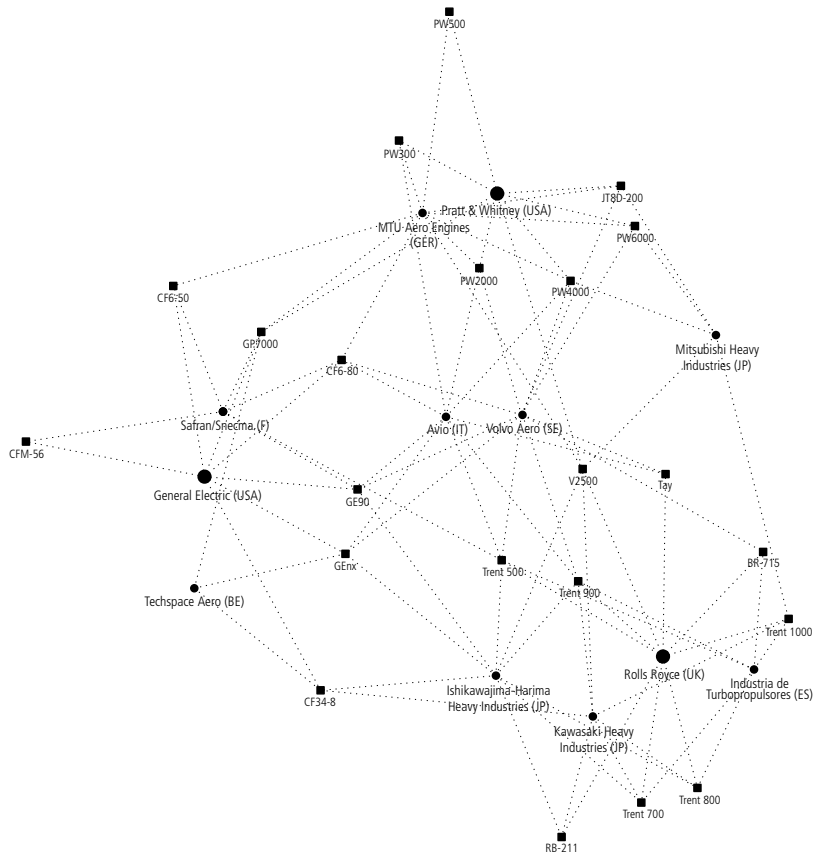 PW500
PW300
JT8D-200
Pratt & Whitney (USA)
MTU Aero Engines
(GER)
PW6000
PW2000
PW4000
CF6-50
GP7000
Mitsubishi Heavy
Industries (JP)
CF6-80
Safran/Snecma (F)
Avio (IT)
Volvo Aero (SE)
CFM-56
V2500
Tay
General Electric (USA)
GE90
GEnx
Trent 500
BR-715
Techspace Aero (BE)
Trent 900
Trent 1000
Rolls Royce (UK)
Industria de
Turbopropulsores (ES)
Ishikawajima-Harima
Heavy Industries (JP)
CF34-8
Kawasaki Heavy
Industries (JP)
Trent 800
Trent 700
RB-211